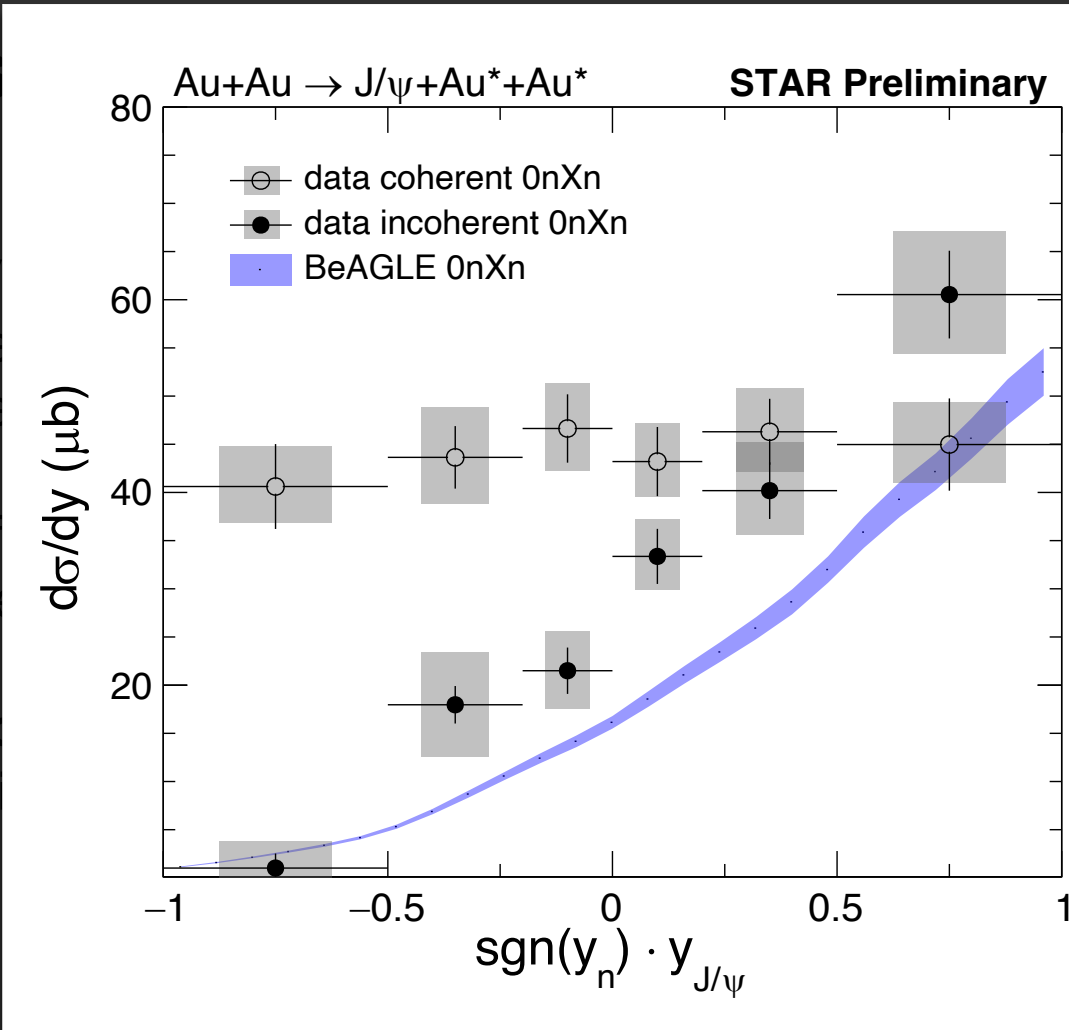 Au+Au → J/ψ+Au*+Au*
STAR Preliminary
80
data coherent 0nXn
data incoherent 0nXn
BeAGLE 0nXn
60
40
20
dσ/dy (μb)
−1
−0.5
0
0.5
1
sgn(yₙ) · y_J/ψ